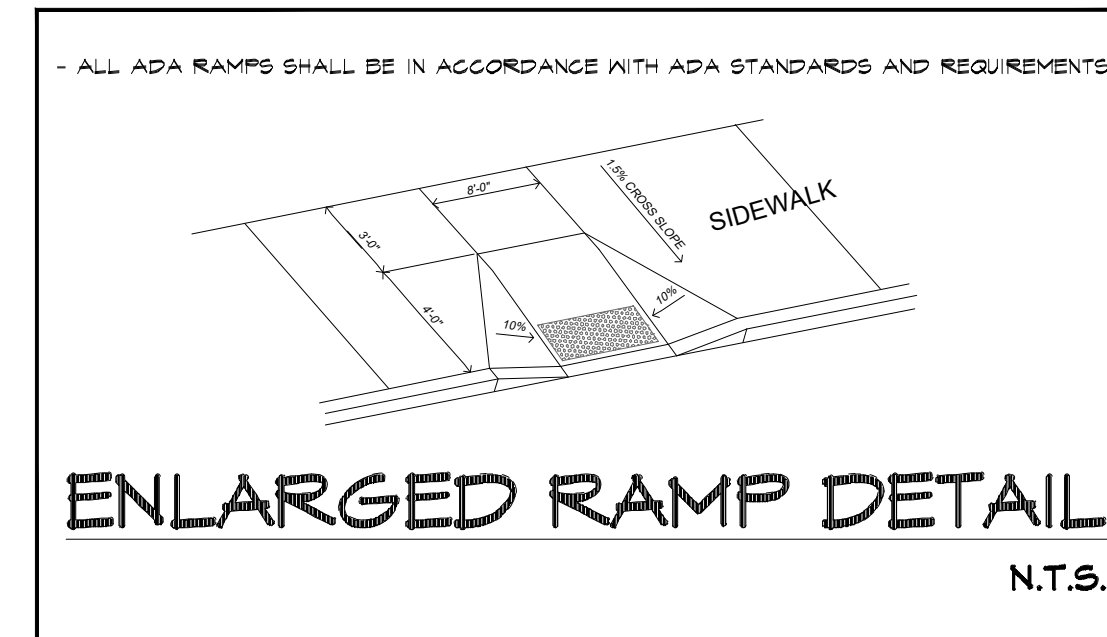 - ALL ADA RAMPS SHALL BE IN ACCORDANCE WITH ADA STANDARDS AND REQUIREMENTS
8'-0"
1.5% CROSS SLOPE
SIDEWALK
3'-0"
4'-0"
10%
10%
ENLARGED RAMP DETAIL
N.T.S.